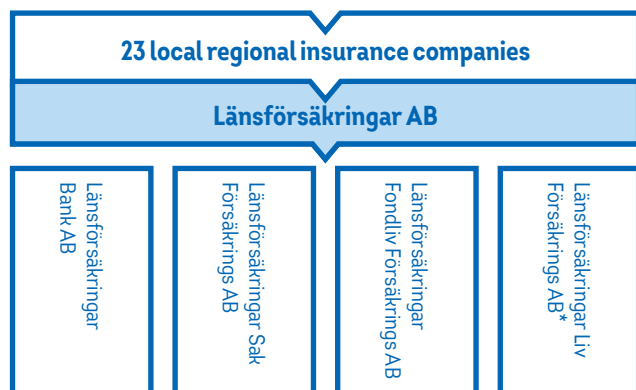 23 local regional insurance companies
Länsförsäkringar AB
Länsförsäkringar
Bank AB
Länsförsäkringar Sak
Försäkrings AB
Länsförsäkringar
Fondliv Försäkrings AB
Länsförsäkringar Liv
Försäkrings AB*